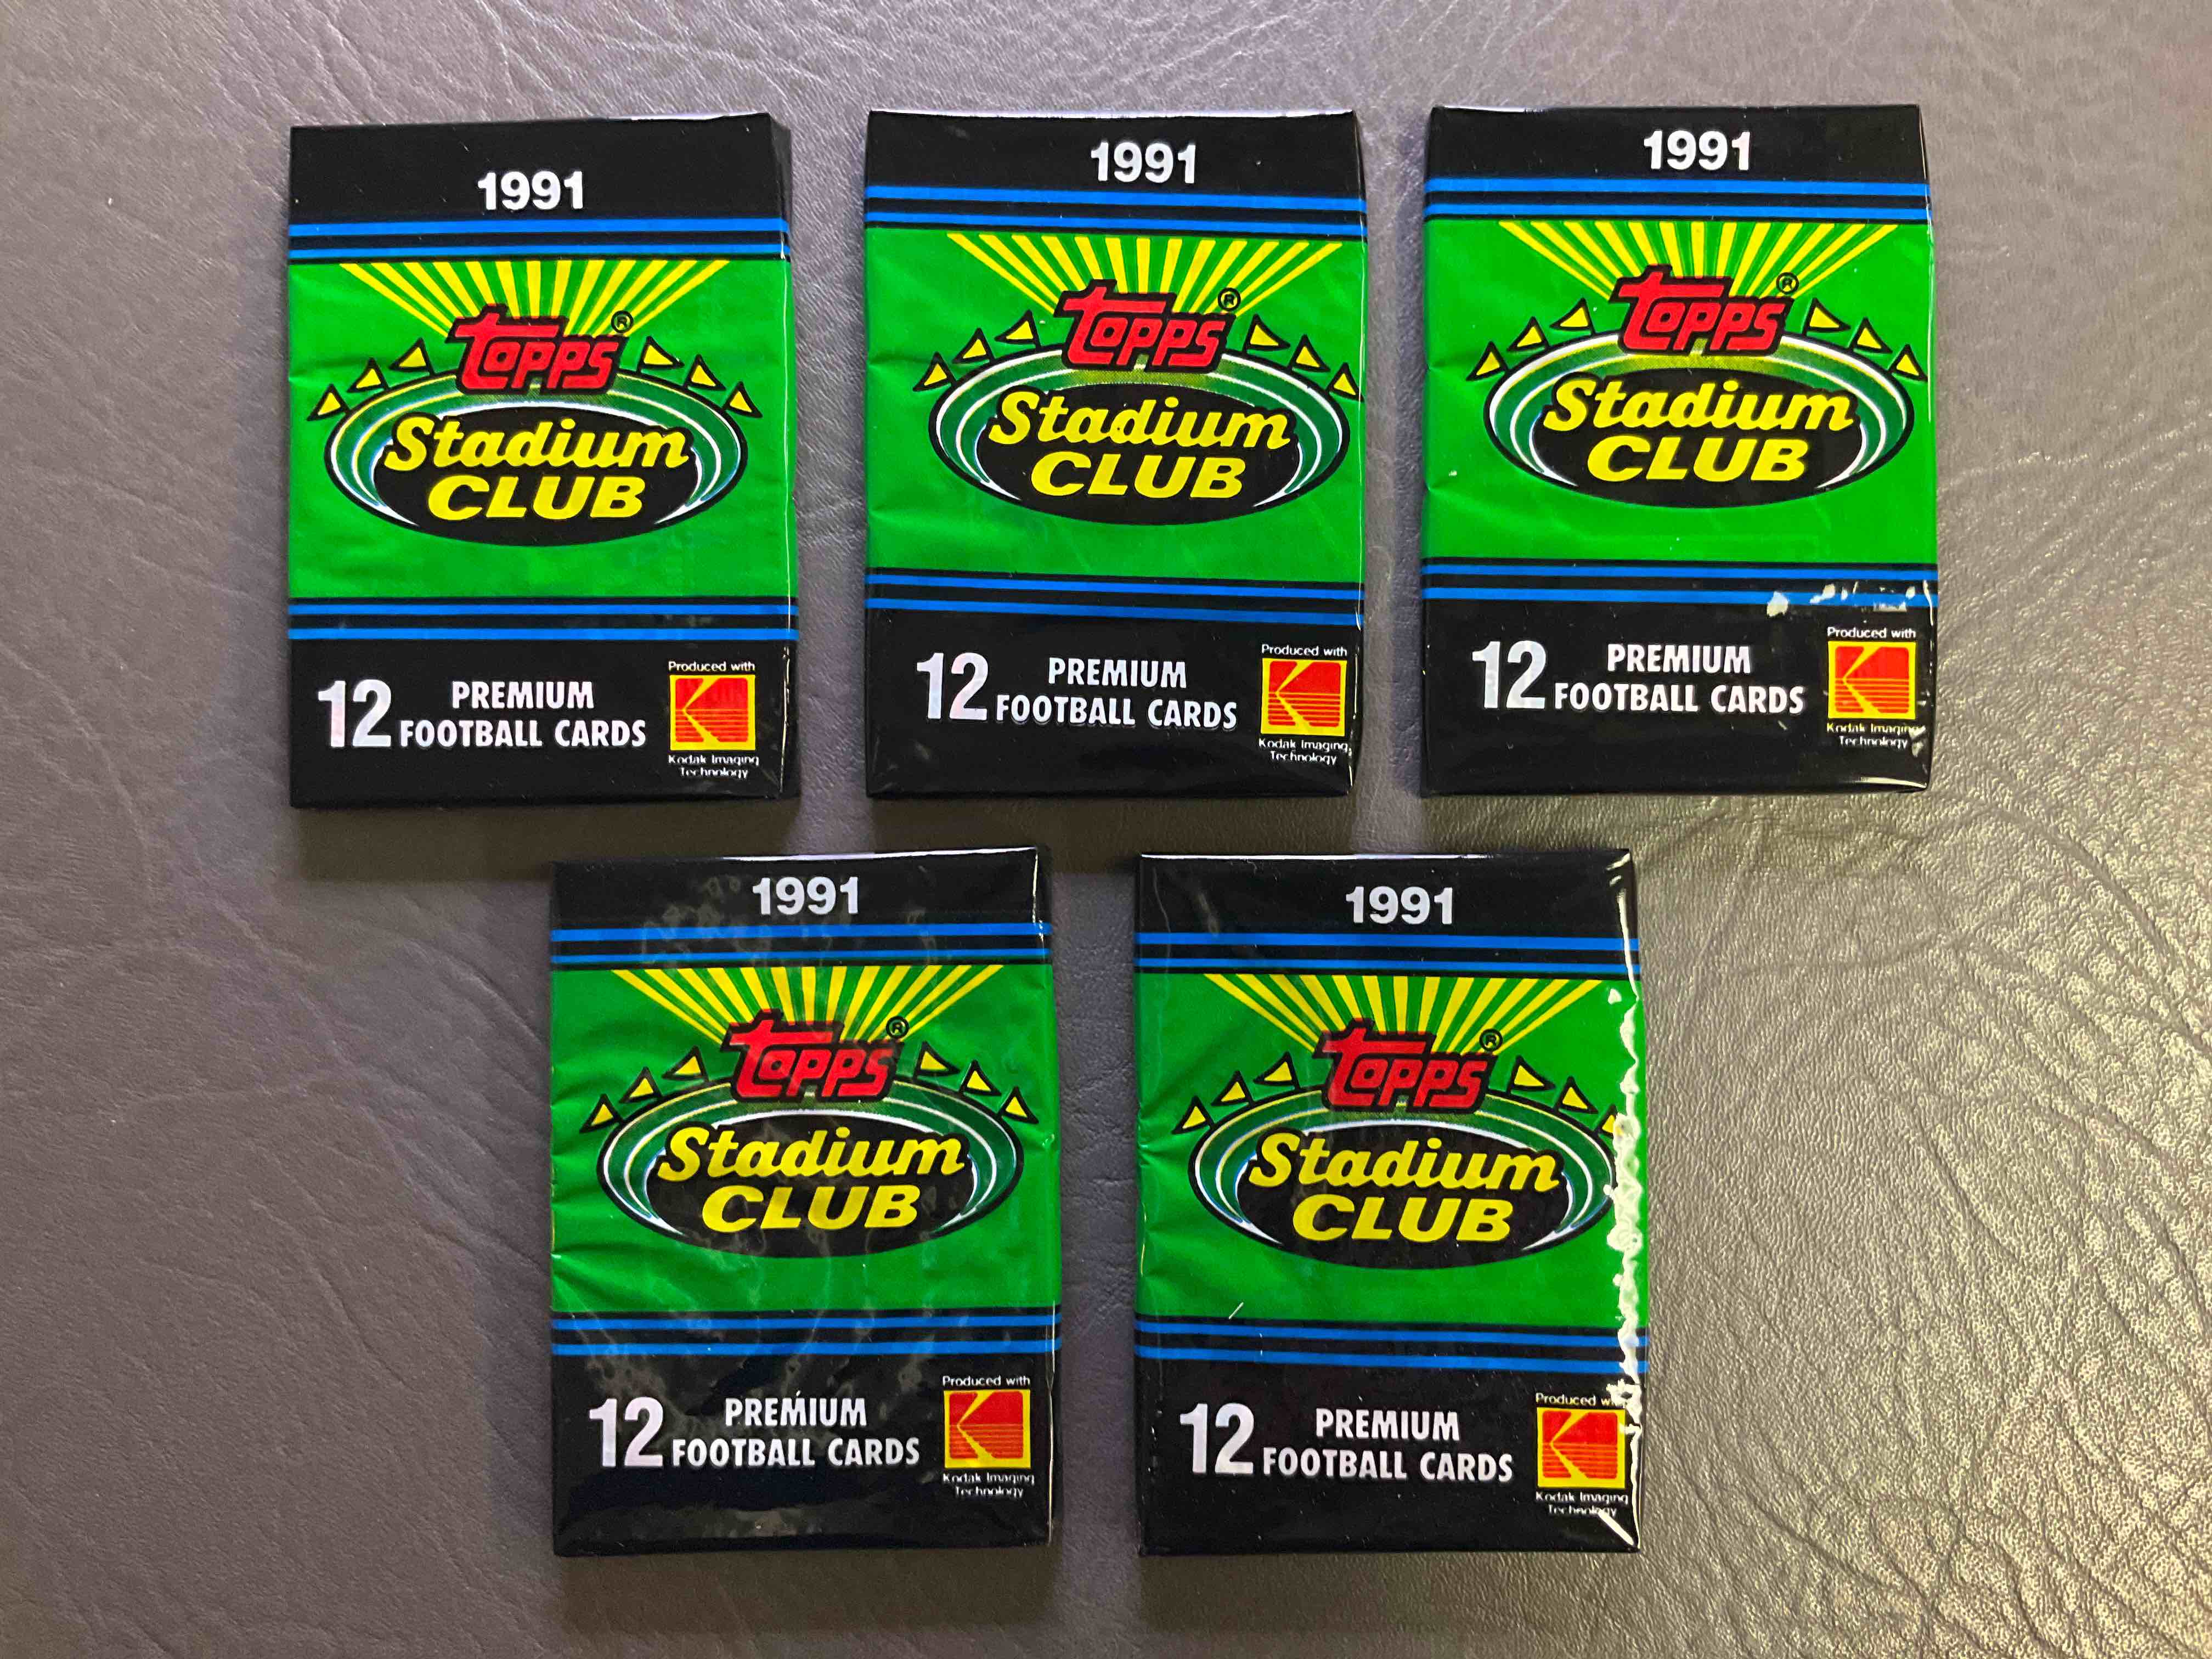 1991
Topps®
Stadium
CLUB
12 PREMIUM
FOOTBALL CARDS
Produced with
Kodak Imaging
Technology
1991
Topps®
Stadium
CLUB
12 PREMIUM
FOOTBALL CARDS
Produced with
Kodak Imaging
Technology
1991
Topps®
Stadium
CLUB
12 PREMIUM
FOOTBALL CARDS
Produced with
Kodak Imaging
Technology
1991
Topps®
Stadium
CLUB
12 PREMIUM
FOOTBALL CARDS
Produced with
Kodak Imaging
Technology
1991
Topps®
Stadium
CLUB
12 PREMIUM
FOOTBALL CARDS
Produced with
Kodak Imaging
Technology